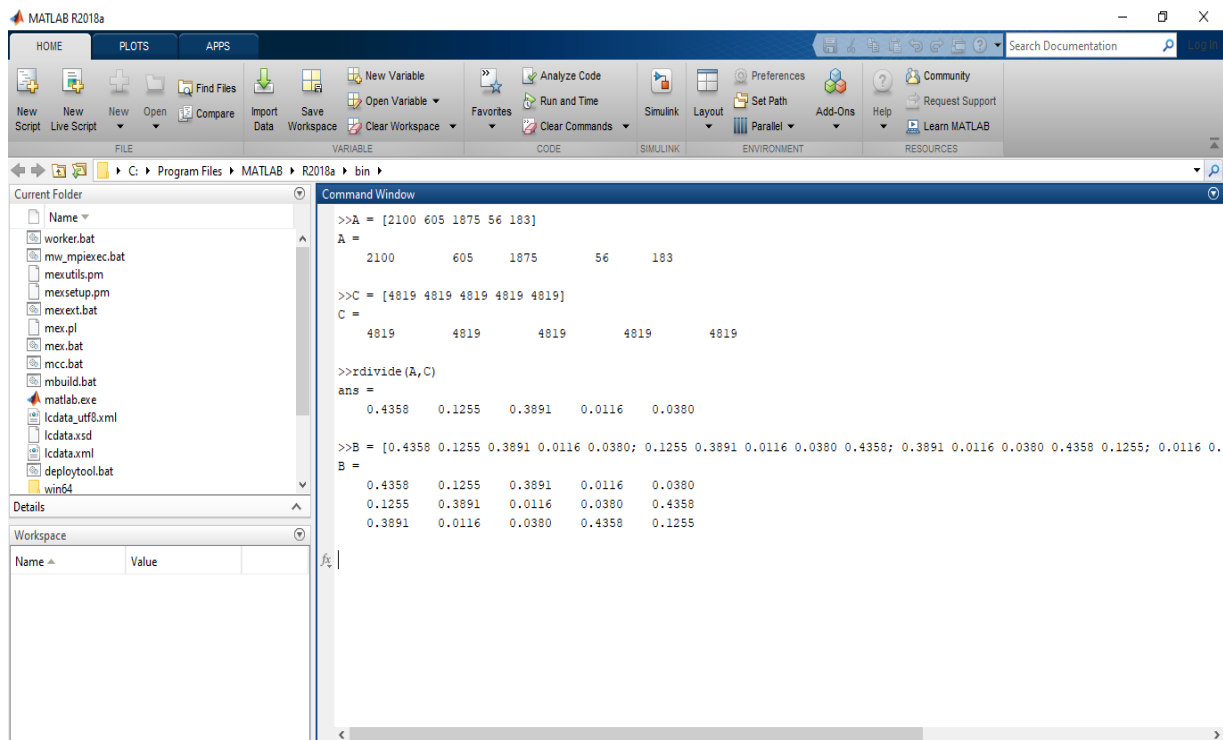 MATLAB R2018a
HOME PLOTS APPS
Search Documentation
Log In
New Script
New Live Script
New
Open
Find Files
Compare
Import Data
Save Workspace
New Variable
Open Variable
Clear Workspace
Favorites
Analyze Code
Run and Time
Clear Commands
Simulink
Layout
Preferences
Set Path
Parallel
Add-Ons
Help
Community
Request Support
Learn MATLAB
FILE VARIABLE CODE SIMULINK ENVIRONMENT RESOURCES
C: Program Files MATLAB R2018a bin
Current Folder
Name
worker.bat
mw_mpiexec.bat
mexutils.pm
mexsetup.pm
mexext.bat
mex.pl
mex.bat
mcc.bat
mbuild.bat
matlab.exe
lcdata_utf8.xml
lcdata.xsd
lcdata.xml
deploytool.bat
win64
Details
Workspace
Name Value
Command Window
>>A = [2100 605 1875 56 183]
A =
2100 605 1875 56 183
>>C = [4819 4819 4819 4819 4819]
C =
4819 4819 4819 4819 4819
>>rdivide(A,C)
ans =
0.4358 0.1255 0.3891 0.0116 0.0380
>>B = [0.4358 0.1255 0.3891 0.0116 0.0380; 0.1255 0.3891 0.0116 0.0380 0.4358; 0.3891 0.0116 0.0380 0.4358 0.1255; 0.0116 0.
B =
0.4358 0.1255 0.3891 0.0116 0.0380
0.1255 0.3891 0.0116 0.0380 0.4358
0.3891 0.0116 0.0380 0.4358 0.1255
fx